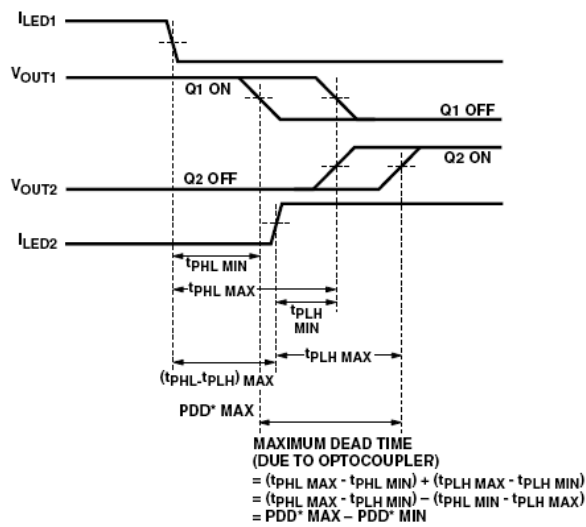 ILED1
VOUT1
Q1 ON
Q1 OFF
Q2 ON
Q2 OFF
VOUT2
ILED2
tPHL MIN
tPHL MAX
tPLH
MIN
tPLH MAX
(tPHL-tPLH) MAX
PDD* MAX
MAXIMUM DEAD TIME
(DUE TO OPTOCOUPLER)
= (tPHL MAX - tPHL MIN) + (tPLH MAX - tPLH MIN)
= (tPHL MAX - tPLH MIN) – (tPHL MIN - tPLH MAX)
= PDD* MAX – PDD* MIN